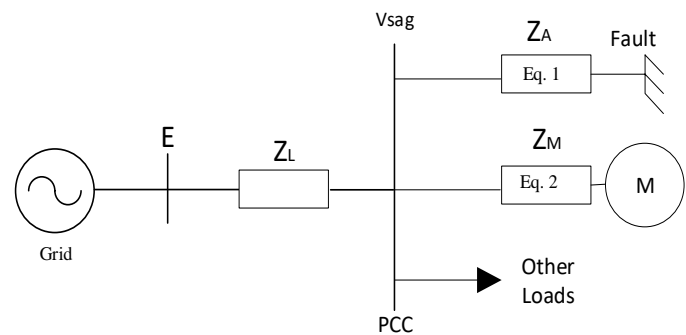 Vsag
ZA
Fault
Eq. 1
E
ZL
ZM
Eq. 2
M
Grid
Other
Loads
PCC